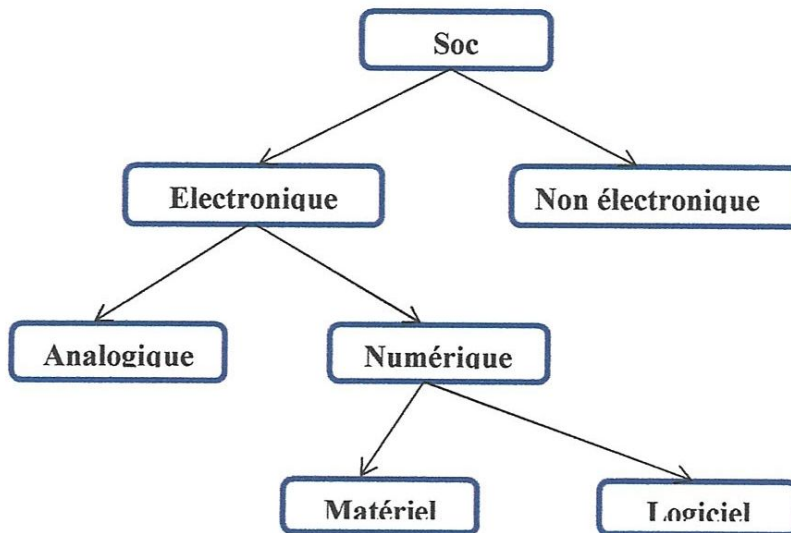 Soc
Electronique
Non électronique
Analogique
Numérique
Matériel
Logiciel